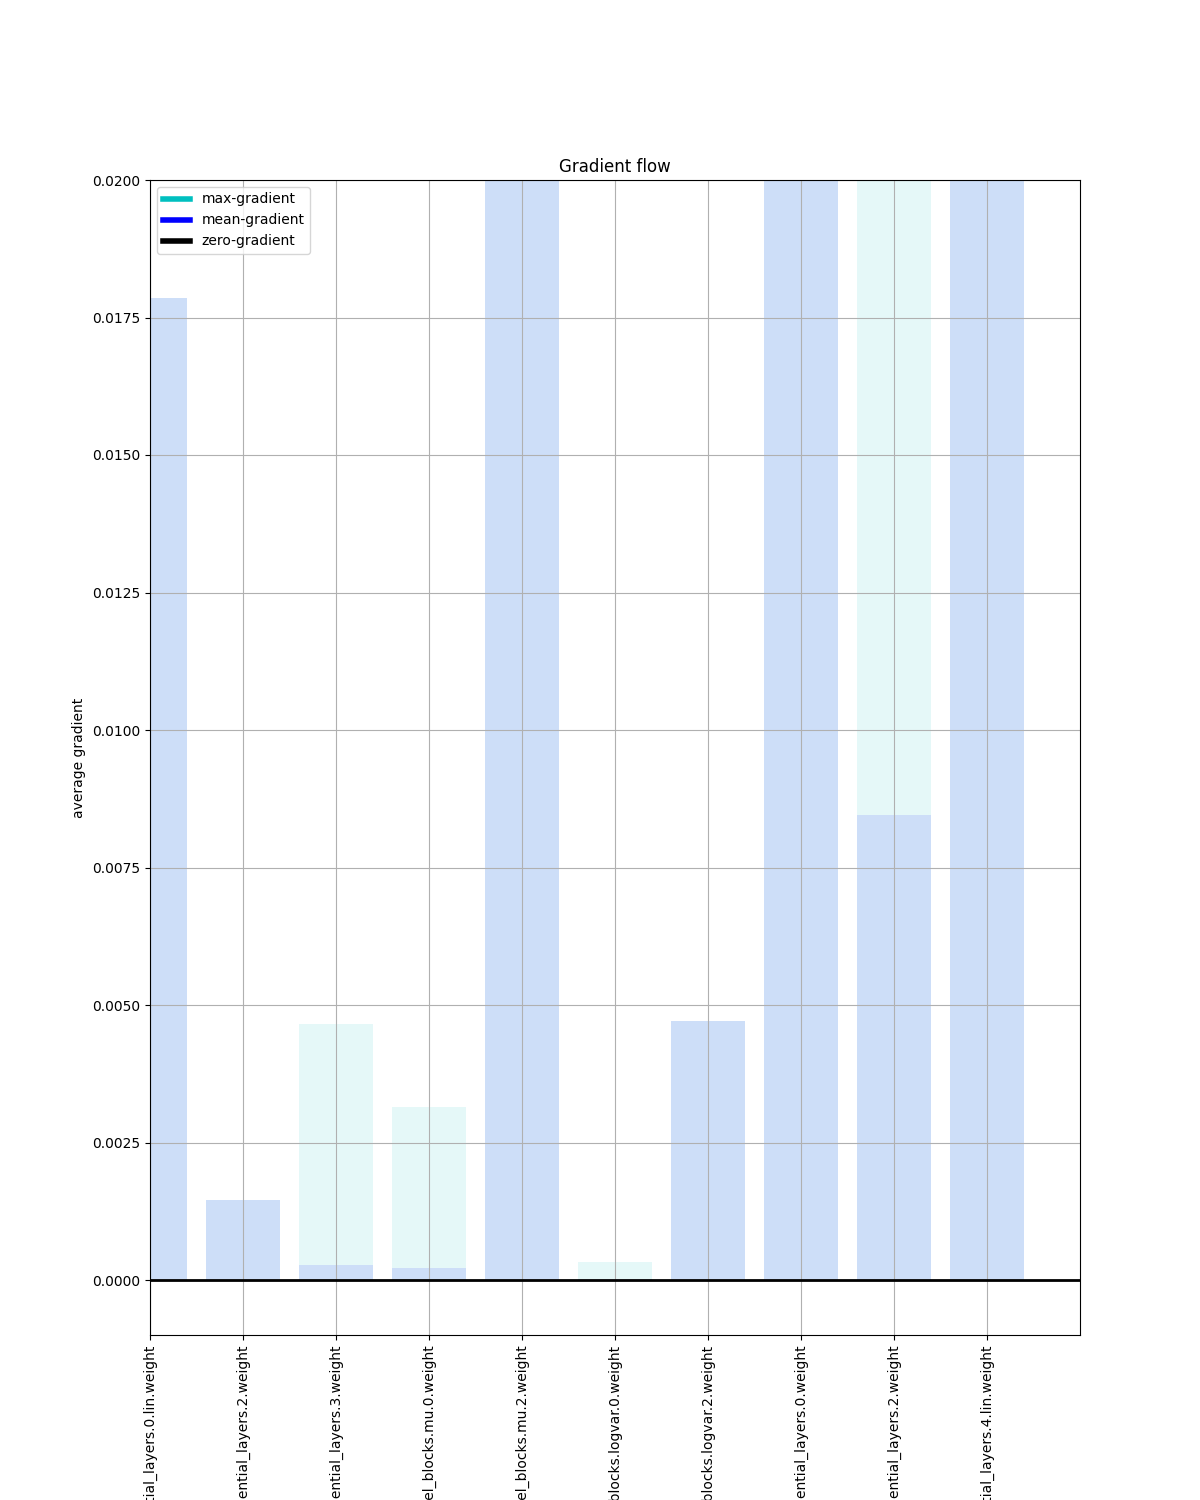 Gradient flow
max-gradient
mean-gradient
zero-gradient
0.0200
0.0175
0.0150
0.0125
0.0100
0.0075
0.0050
0.0025
0.0000
average gradient
tial_layers.0.lin.weight
ential_layers.2.weight
ential_layers.3.weight
el_blocks.mu.0.weight
el_blocks.mu.2.weight
blocks.logvar.0.weight
blocks.logvar.2.weight
ential_layers.0.weight
ential_layers.2.weight
tial_layers.4.lin.weight